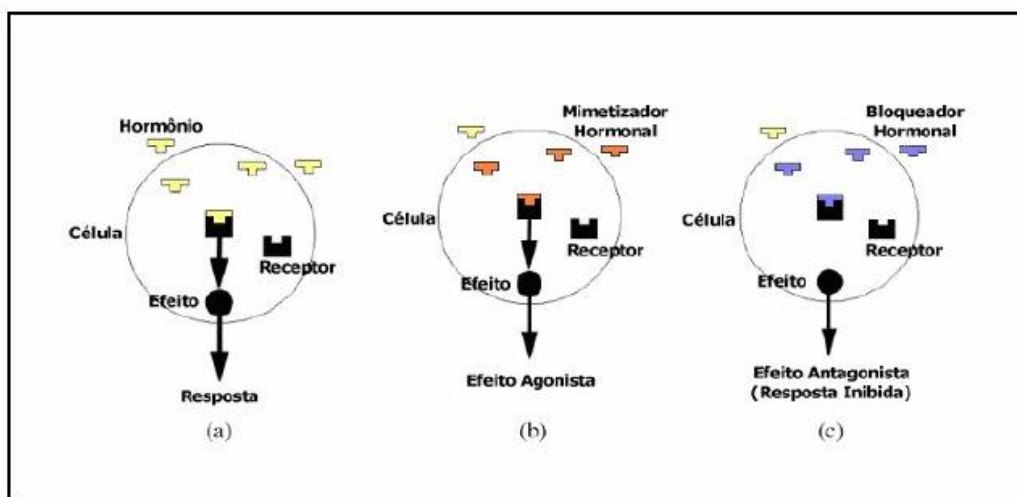 Hormônio
Célula
Receptor
Efeito
Resposta
(a)
Mimetizador
Hormonal
Célula
Receptor
Efeito
Efeito Agonista
(b)
Bloqueador
Hormonal
Célula
Receptor
Efeito
Efeito Antagonista
(Resposta Inibida)
(c)